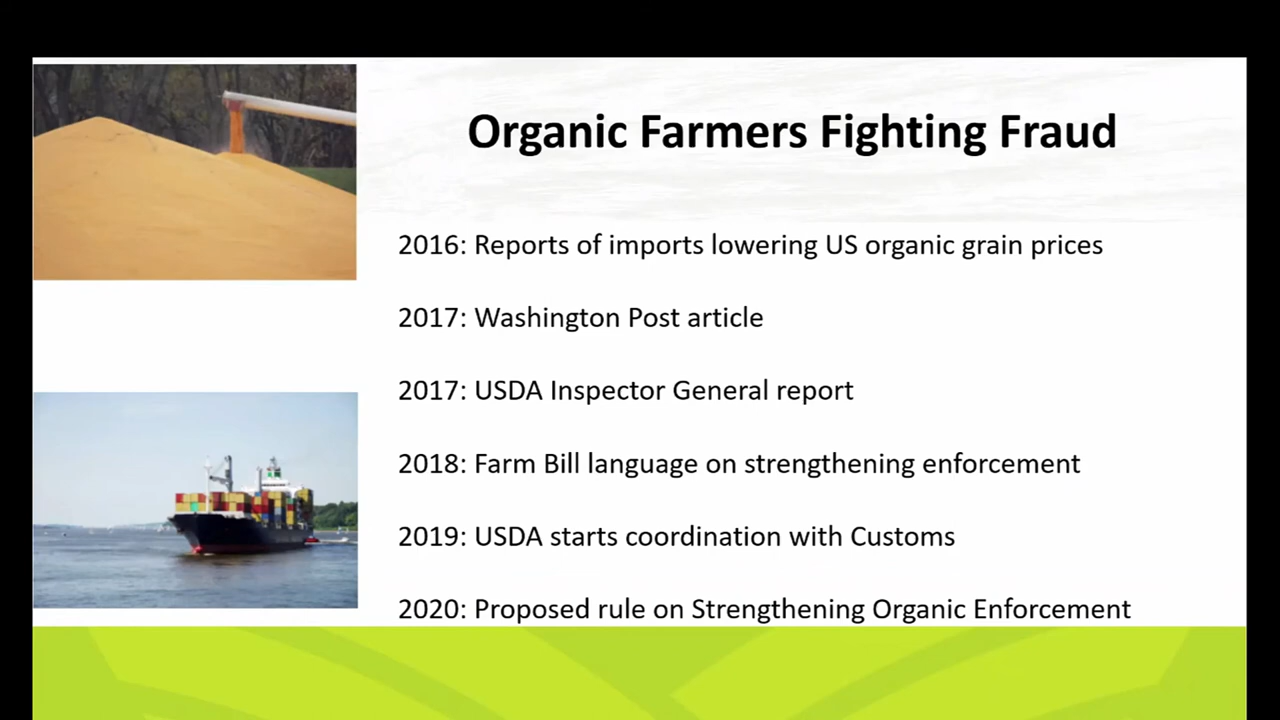 Organic Farmers Fighting Fraud
2016: Reports of imports lowering US organic grain prices
2017: Washington Post article
2017: USDA Inspector General report
2018: Farm Bill language on strengthening enforcement
2019: USDA starts coordination with Customs
2020: Proposed rule on Strengthening Organic Enforcement